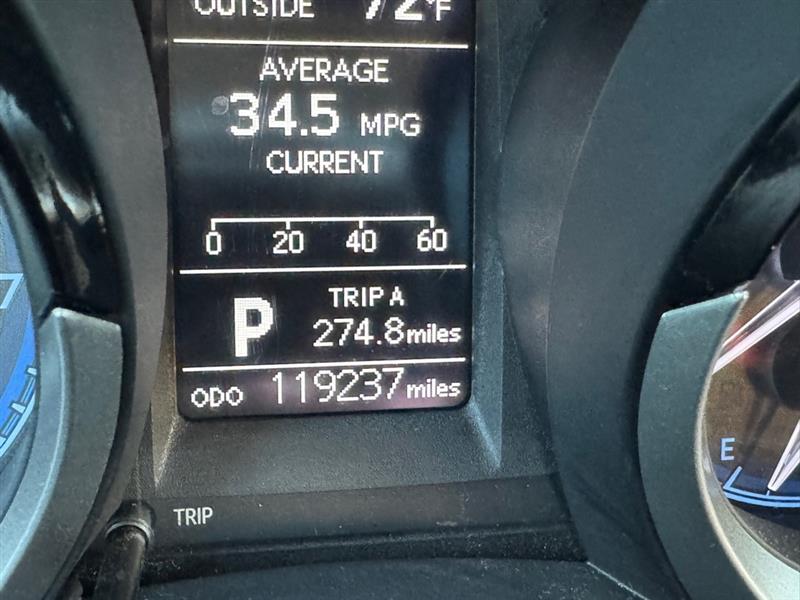 OUTSIDE 72°F
AVERAGE
34.5 MPG
CURRENT
0 20 40 60
P
TRIP A
274.8 miles
ODO 119237 miles
E
TRIP